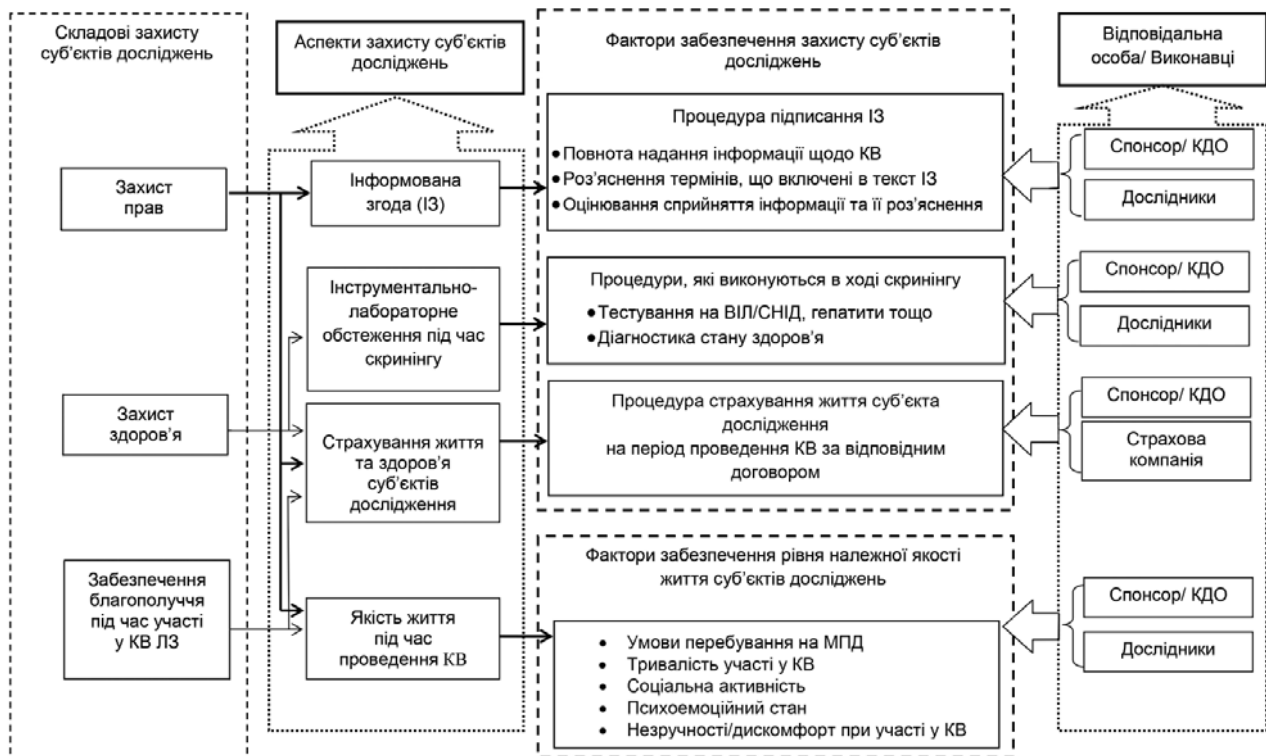 Складові захисту
суб’єктів досліджень
Захист
прав
Захист
здоров’я
Забезпечення
благополуччя
під час участі
у КВ ЛЗ
Аспекти захисту суб’єктів
досліджень
Інформована
згода (ІЗ)
Інструментально-
лабораторне
обстеження під час
скринінгу
Страхування життя
та здоров’я
суб’єктів
дослідження
Якість життя
під час
проведення КВ
Фактори забезпечення захисту суб’єктів
досліджень
Процедура підписання ІЗ
●Повнота надання інформації щодо КВ
●Роз’яснення термінів, що включені в текст ІЗ
●Оцінювання сприйняття інформації та її роз’яснення
Процедури, які виконуються в ході скринінгу
●Тестування на ВІЛ/СНІД, гепатити тощо
●Діагностика стану здоров’я
Процедура страхування життя суб’єкта
дослідження
на період проведення КВ за відповідним
договором
Фактори забезпечення рівня належної якості
життя суб’єктів досліджень
• Умови перебування на МПД
• Тривалість участі у КВ
• Соціальна активність
• Психоемоційний стан
• Незручності/дискомфорт при участі у КВ
Відповідальна
особа/ Виконавці
Спонсор/ КДО
Дослідники
Спонсор/ КДО
Дослідники
Спонсор/ КДО
Страхова
компанія
Спонсор/ КДО
Дослідники